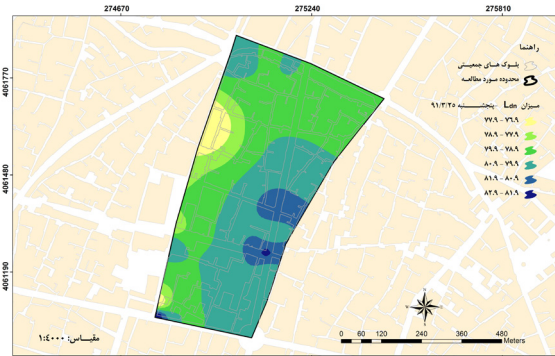 274670 275240 275810
4061770
4061480
4061190
راهنما
بلوک های جمعیتی
محدوده مورد مطالعه
میزان Ldn پنجشنبه ۹۱/۳/۲۵
۷۷.۹ - ۷۶.۹
۷۸.۹ - ۷۷.۹
۷۹.۹ - ۷۸.۹
۸۰.۹ - ۷۹.۹
۸۱.۹ - ۸۰.۹
۸۲.۹ - ۸۱.۹
مقیاس: ۱:٤٠٠٠
0 60 120 240 360 480
Meters